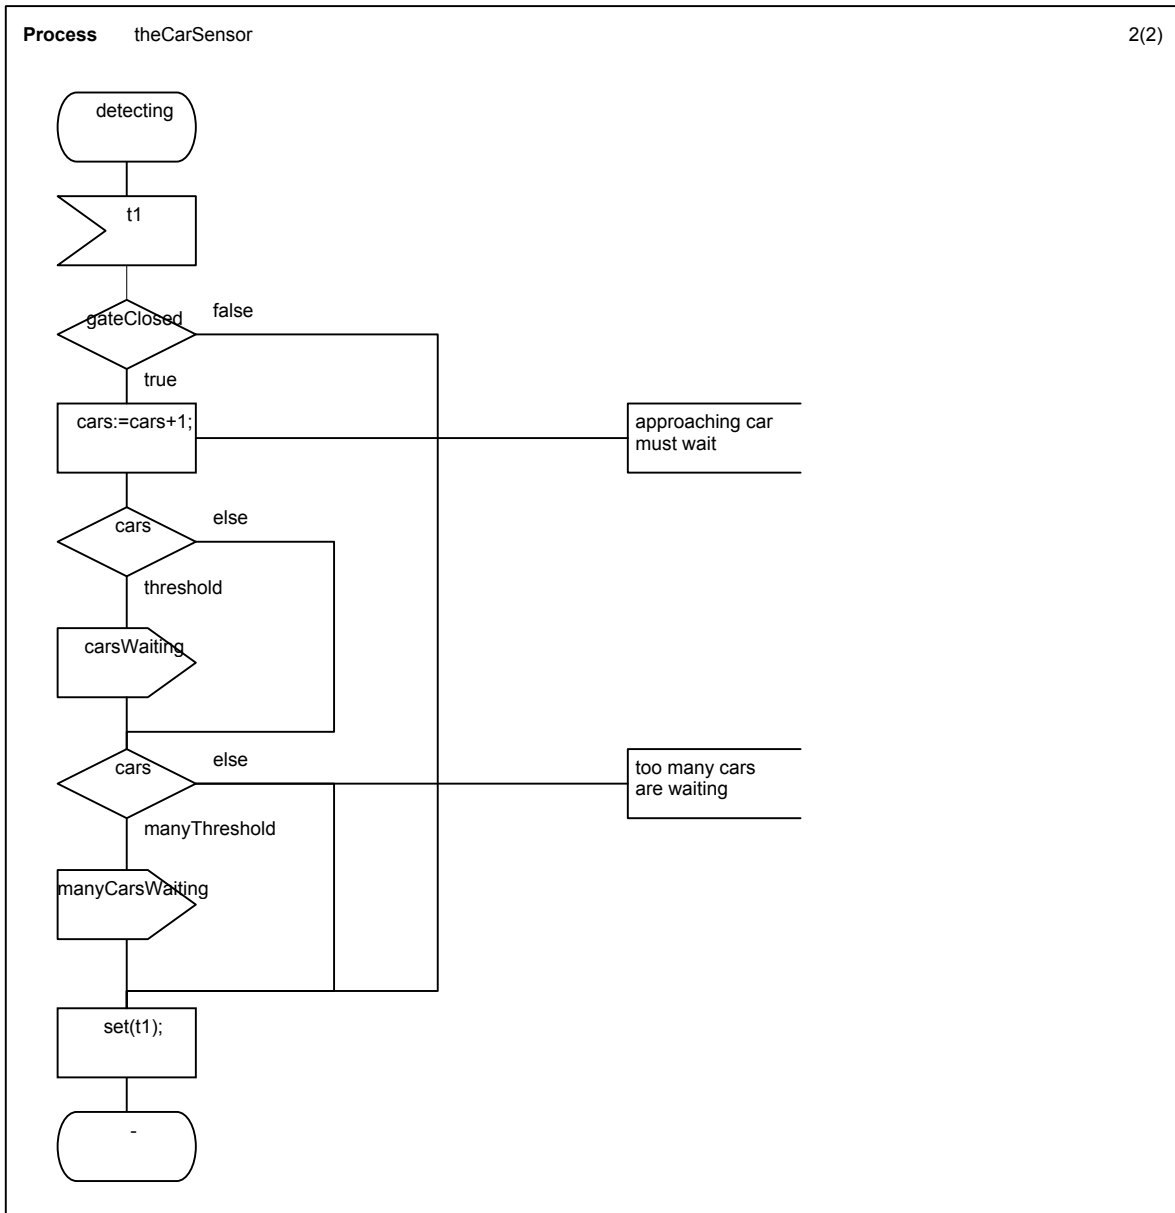 Process theCarSensor 2(2)
detecting
t1
gateClosed
false
true
cars:=cars+1;
approaching car
must wait
cars
else
threshold
carsWaiting
cars
else
too many cars
are waiting
manyThreshold
manyCarsWaiting
set(t1);
-